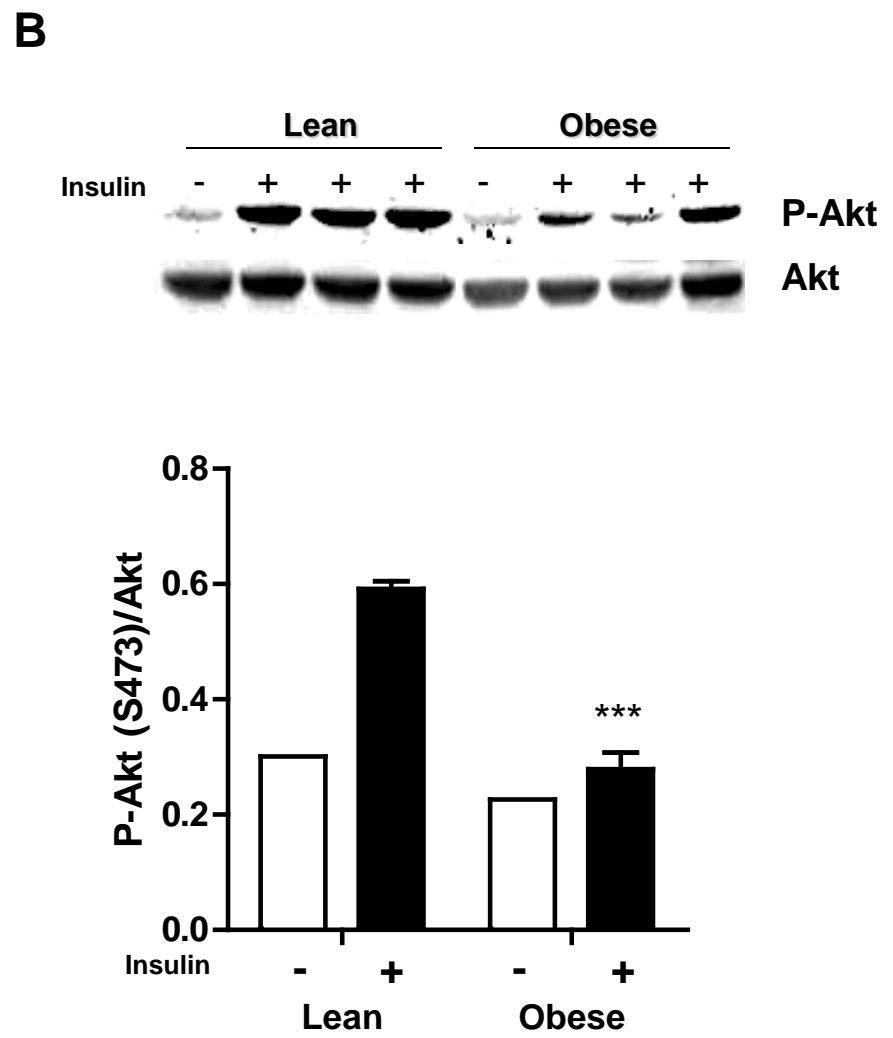 B
Lean Obese
Insulin - + + + - + + +
P-Akt
Akt
P-Akt (S473)/Akt
0.8
0.6
0.4
0.2
0.0
***
Insulin - + - +
Lean Obese